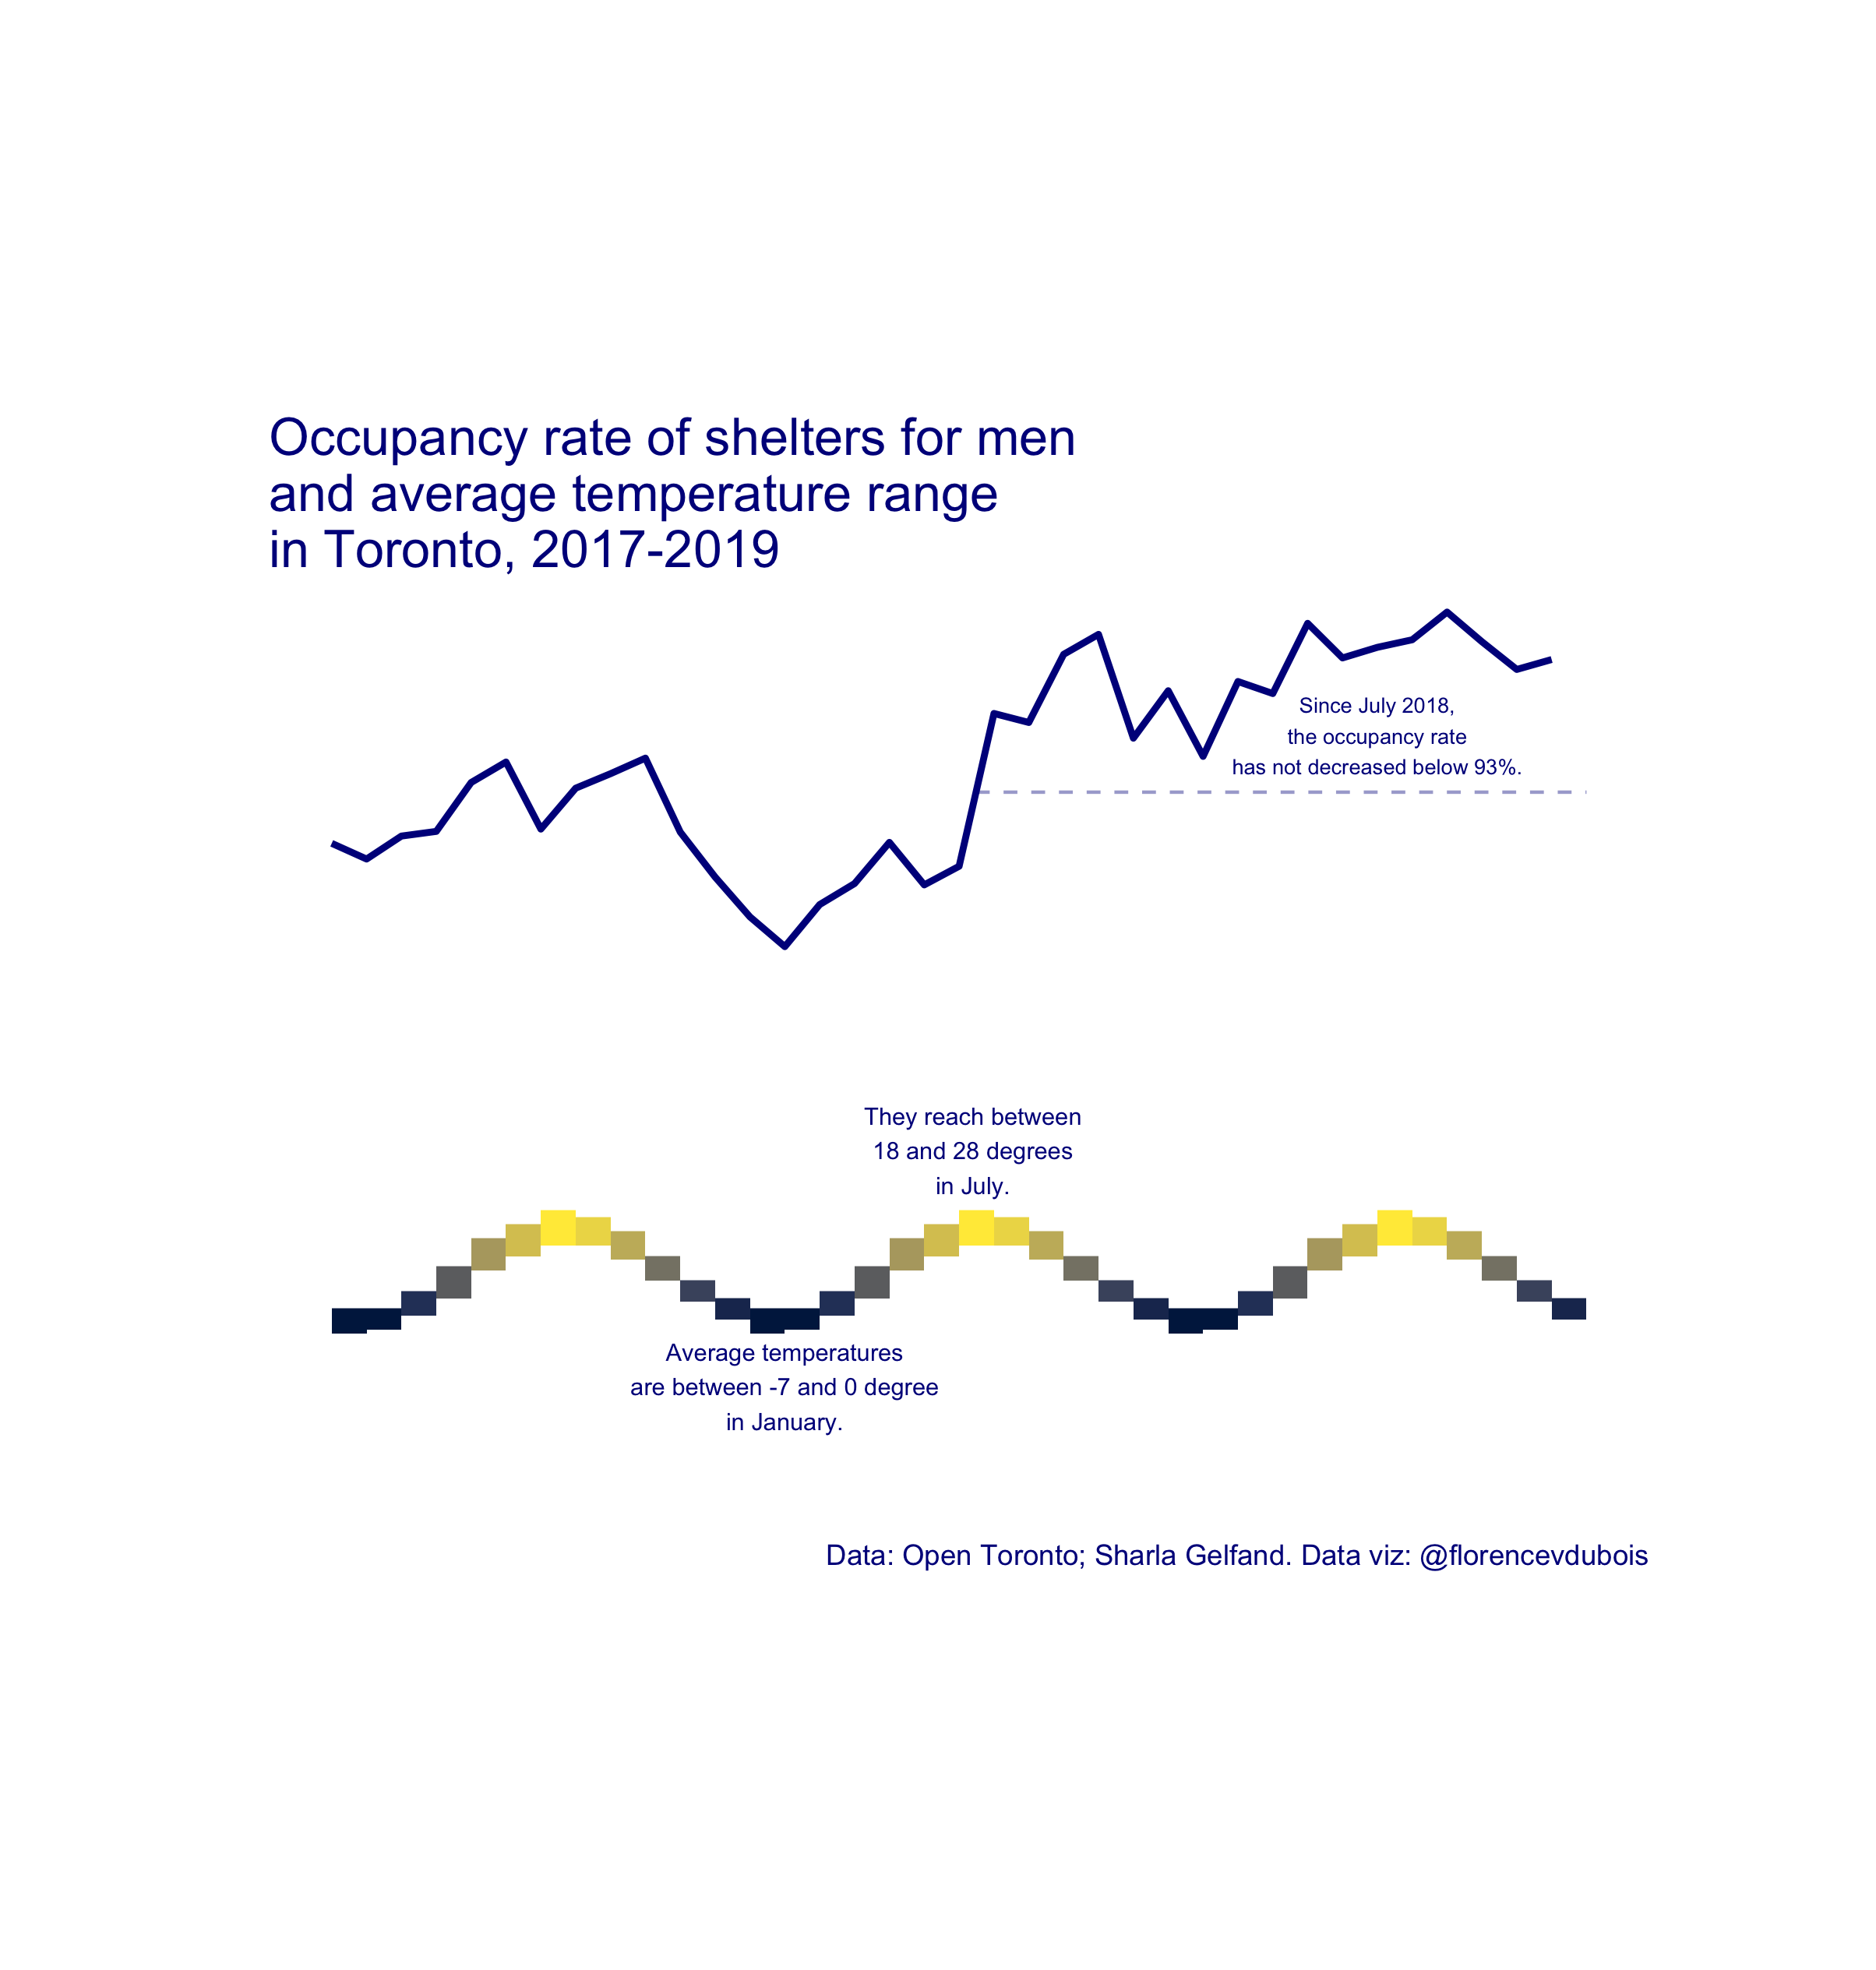 Occupancy rate of shelters for men
and average temperature range
in Toronto, 2017-2019
Since July 2018,
the occupancy rate
has not decreased below 93%.
They reach between
18 and 28 degrees
in July.
Average temperatures
are between -7 and 0 degree
in January.
Data: Open Toronto; Sharla Gelfand. Data viz: @florencevdubois